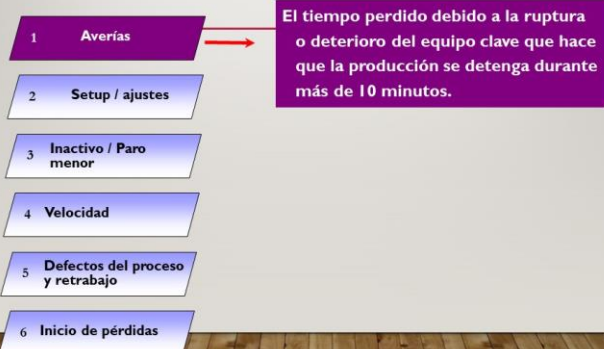 1 Averías
El tiempo perdido debido a la ruptura
o deterioro del equipo clave que hace
que la producción se detenga durante
más de 10 minutos.
2 Setup / ajustes
3 Inactivo / Paro
menor
4 Velocidad
5 Defectos del proceso
y retrabajo
6 Inicio de pérdidas